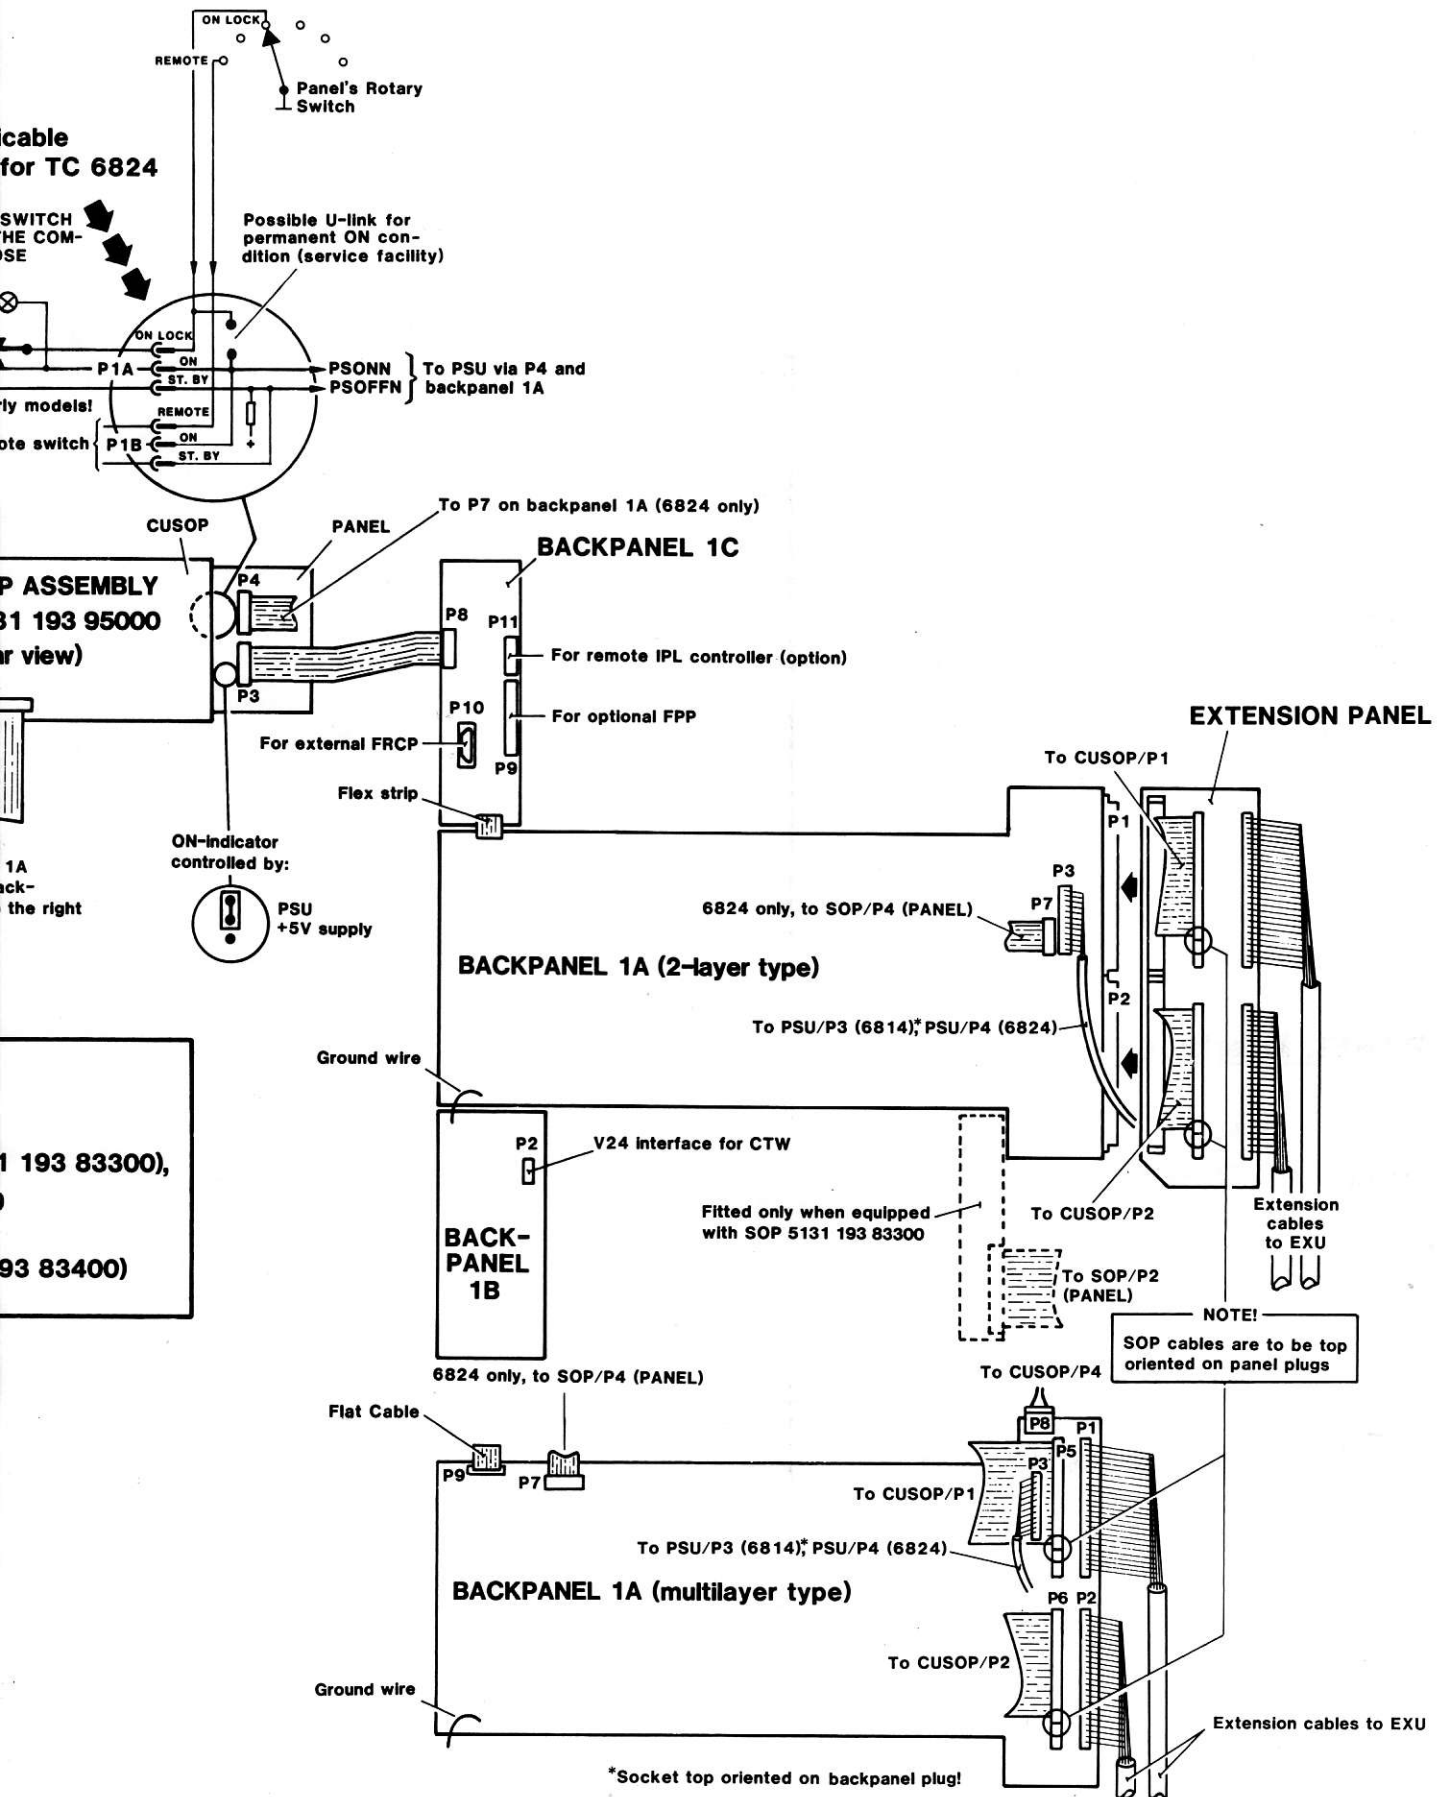 ON LOCK
REMOTE
Panel's Rotary
Switch
icable
for TC 6824
SWITCH
THE COM-
OSE
Possible U-link for
permanent ON con-
dition (service facility)
ON LOCK
P1A
ON
ST. BY
PSONN
PSOFFN
To PSU via P4 and
backpanel 1A
rly models!
REMOTE
ote switch
P1B
ON
ST. BY
+
To P7 on backpanel 1A (6824 only)
CUSOP
PANEL
BACKPANEL 1C
P ASSEMBLY
31 193 95000
ar view)
P4
P3
P8
P11
For remote IPL controller (option)
P10
For optional FPP
For external FRCP
P9
Flex strip
EXTENSION PANEL
To CUSOP/P1
ON-indicator
controlled by:
1A
ack-
the right
PSU
+5V supply
P1
P3
P7
6824 only, to SOP/P4 (PANEL)
BACKPANEL 1A (2-layer type)
P2
To PSU/P3 (6814),* PSU/P4 (6824)
Ground wire
1 193 83300),
)
93 83400)
P2
V24 interface for CTW
BACK-
PANEL
1B
Fitted only when equipped
with SOP 5131 193 83300
To CUSOP/P2
Extension
cables
to EXU
To SOP/P2
(PANEL)
NOTE!
SOP cables are to be top
oriented on panel plugs
6824 only, to SOP/P4 (PANEL)
To CUSOP/P4
Flat Cable
P8
P1
P5
P9
P7
P3
To CUSOP/P1
To PSU/P3 (6814),* PSU/P4 (6824)
BACKPANEL 1A (multilayer type)
P6 P2
To CUSOP/P2
Ground wire
Extension cables to EXU
*Socket top oriented on backpanel plug!